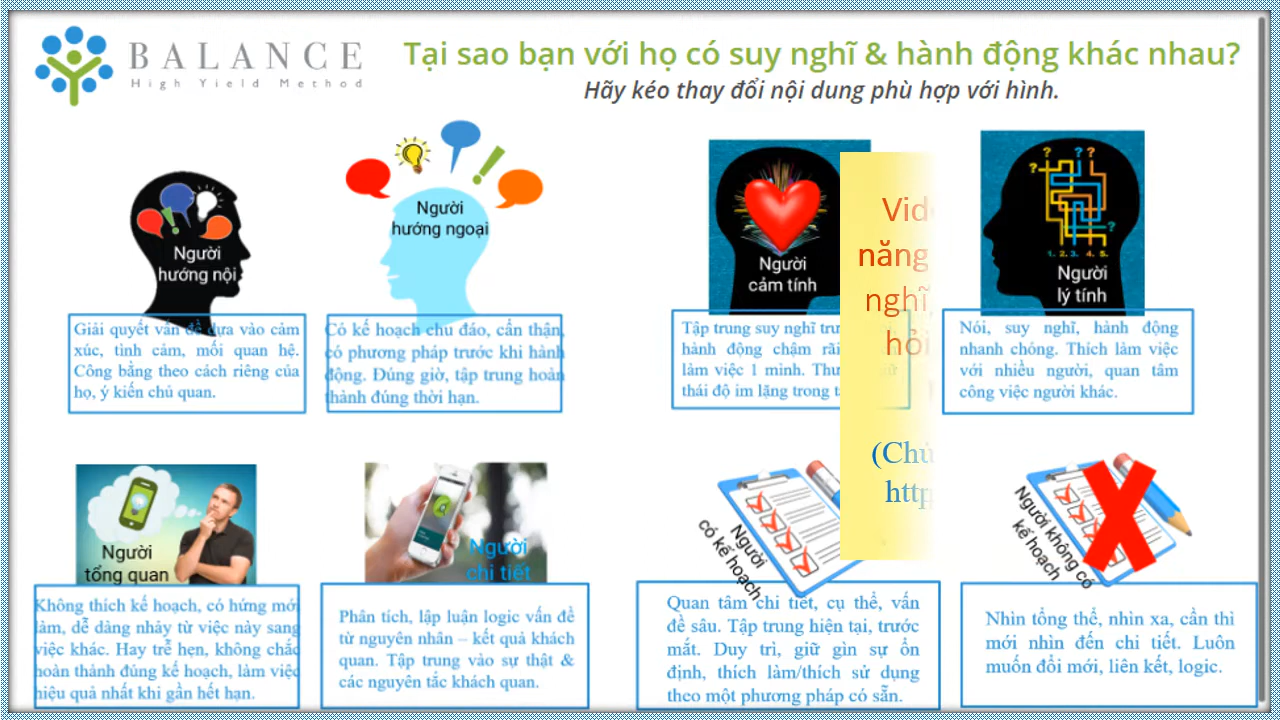 BALANCE
High Yield Method
Tại sao bạn với họ có suy nghĩ & hành động khác nhau?
Hãy kéo thay đổi nội dung phù hợp với hình.
Người
hướng nội
Người
hướng ngoại
Người
cảm tính
Người
lý tính
Giải quyết vấn đề dựa vào cảm
xúc, tình cảm, mối quan hệ.
Công bằng theo cách riêng của
họ, ý kiến chủ quan.
Có kế hoạch chu đáo, cẩn thận,
có phương pháp trước khi hành
động. Đúng giờ, tập trung hoàn
thành đúng thời hạn.
Tập trung suy nghĩ
hành động chậm rãi
làm việc 1 mình.
thái độ im lặng trong
năng
nghĩ
hỏi
Nói, suy nghĩ, hành động
nhanh chóng. Thích làm việc
với nhiều người, quan tâm
công việc người khác.
Người
tổng quan
Người
chi tiết
Người
có kế hoạch
Người không có
kế hoạch
Không thích kế hoạch, có hứng mới
làm, dễ dàng nhảy từ việc này sang
việc khác. Hay trễ hẹn, không chắc
hoàn thành đúng kế hoạch, làm việc
hiệu quả nhất khi gần hết hạn.
Phân tích, lập luận logic vấn đề
từ nguyên nhân – kết quả khách
quan. Tập trung vào sự thật &
các nguyên tắc khách quan.
Quan tâm chi tiết, cụ thể, vấn
đề sâu. Tập trung hiện tại, trước
mắt. Duy trì, giữ gìn sự ổn
định, thích làm/thích sử dụng
theo một phương pháp có sẵn.
Nhìn tổng thể, nhìn xa, cần thì
mới nhìn đến chi tiết. Luôn
muốn đổi mới, liên kết, logic.